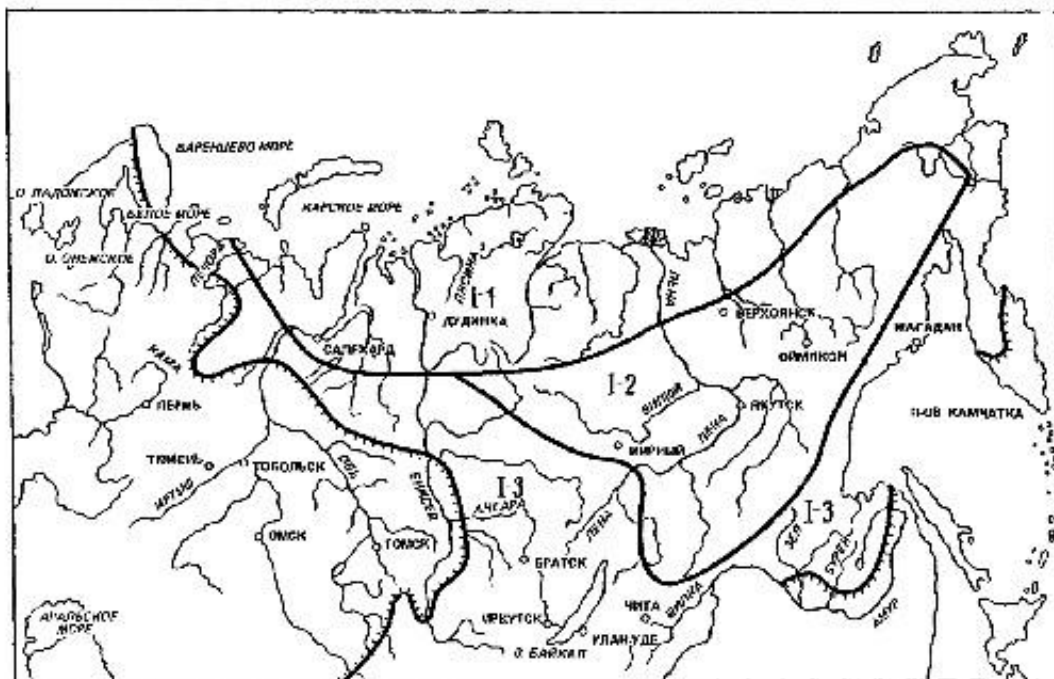 БАРЕНЦЕВО МОРЕ
О. ЛАДОЖСКОЕ
БЕЛОЕ МОРЕ
КАРСКОЕ МОРЕ
О. ОНЕЖСКОЕ
ПЕЧОРА
I-1
ЛЕНА
ДУДИНКА
ВЕРХОЯНСК
САЛЕХАРД
МАГАДАН
ОЙМЯКОН
КАМА
I-2
ВИЛЮЙ
ПЕРМЬ
ЯКУТСК
П-ОВ КАМЧАТКА
ЛЕНА
МИРНЫЙ
ТЮМЕНЬ
ТОБОЛЬСК
ОБЬ
ЕНИСЕЙ
I-3
ИРТЫШ
АНГАРА
ЛЕНА
I-3
ЗЕЯ
ОМСК
ТОМСК
БРАТСК
БУРЕЯ
АРАЛЬСКОЕ
МОРЕ
ИРКУТСК
ЧИТА
ШИЛКА
АМУР
УЛАН-УДЕ
О. БАЙКАЛ